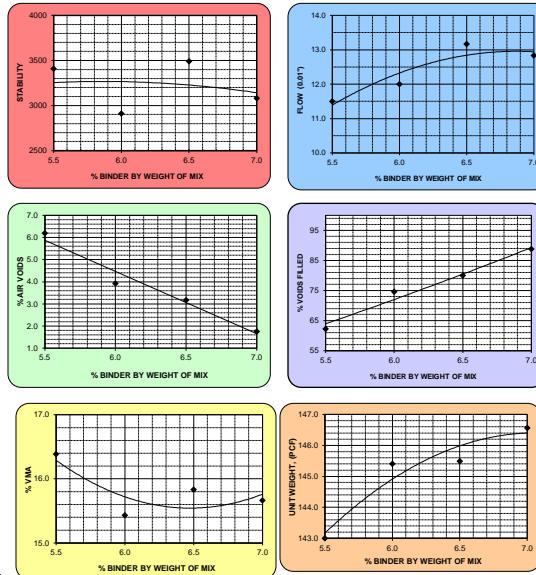 4000
3500
3000
2500
STABILITY
5.5 6.0 6.5 7.0
% BINDER BY WEIGHT OF MIX
14.0
13.0
12.0
11.0
10.0
FLOW (0.01")
5.5 6.0 6.5 7.0
% BINDER BY WEIGHT OF MIX
7.0
6.0
5.0
4.0
3.0
2.0
1.0
% AIR VOIDS
5.5 6.0 6.5 7.0
% BINDER BY WEIGHT OF MIX
95
85
75
65
55
% VOIDS FILLED
5.5 6.0 6.5 7.0
% BINDER BY WEIGHT OF MIX
17.0
16.0
15.0
% VMA
5.5 6.0 6.5 7.0
% BINDER BY WEIGHT OF MIX
147.0
146.0
145.0
144.0
143.0
UNIT WEIGHT, (PCF)
5.5 6.0 6.5 7.0
% BINDER BY WEIGHT OF MIX